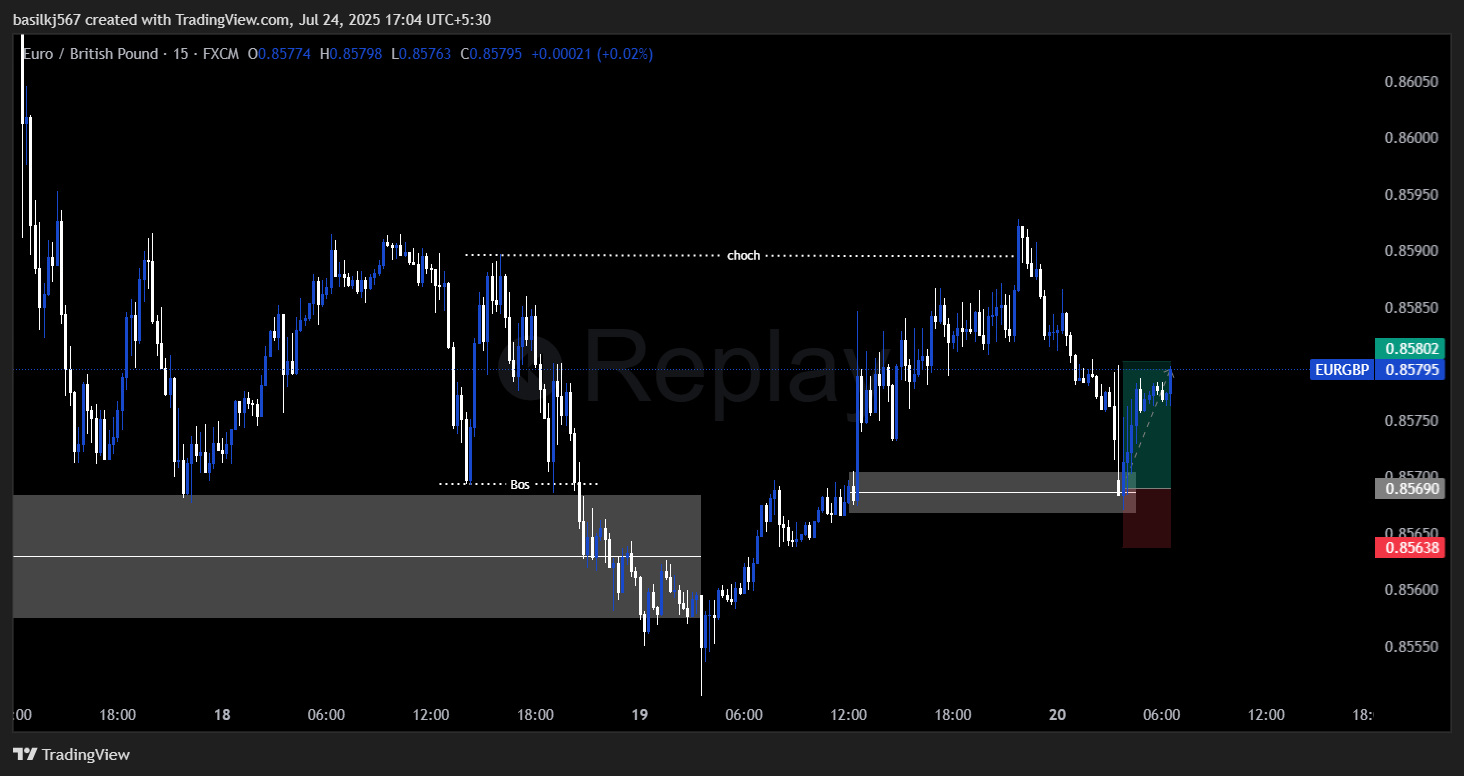 basilkj567 created with TradingView.com, Jul 24, 2025 17:04 UTC+5:30
Euro / British Pound · 15 · FXCM O0.85774 H0.85798 L0.85763 C0.85795 +0.00021 (+0.02%)
0.86050
0.86000
0.85950
0.85900
choch
0.85850
Replay
0.85802
EURGBP 0.85795
0.85750
0.85700
Bos
0.85690
0.85650
0.85638
0.85600
0.85550
:00 18:00 18 06:00 12:00 18:00 19 06:00 12:00 18:00 20 06:00 12:00 18:
TradingView